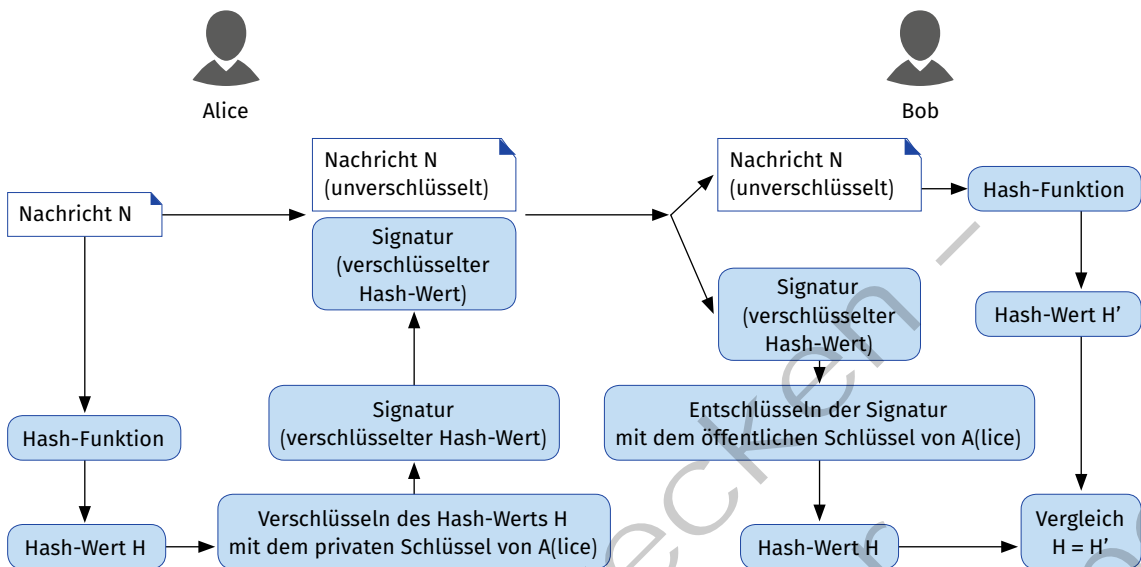 Alice
Bob
Nachricht N
Nachricht N
(unverschlüsselt)
Signatur
(verschlüsselter
Hash-Wert)
Signatur
(verschlüsselter Hash-Wert)
Hash-Funktion
Hash-Wert H
Verschlüsseln des Hash-Werts H
mit dem privaten Schlüssel von A(lice)
Nachricht N
(unverschlüsselt)
Hash-Funktion
Signatur
(verschlüsselter
Hash-Wert)
Hash-Wert H’
Entschlüsseln der Signatur
mit dem öffentlichen Schlüssel von A(lice)
Hash-Wert H
Vergleich
H = H’
ecken –